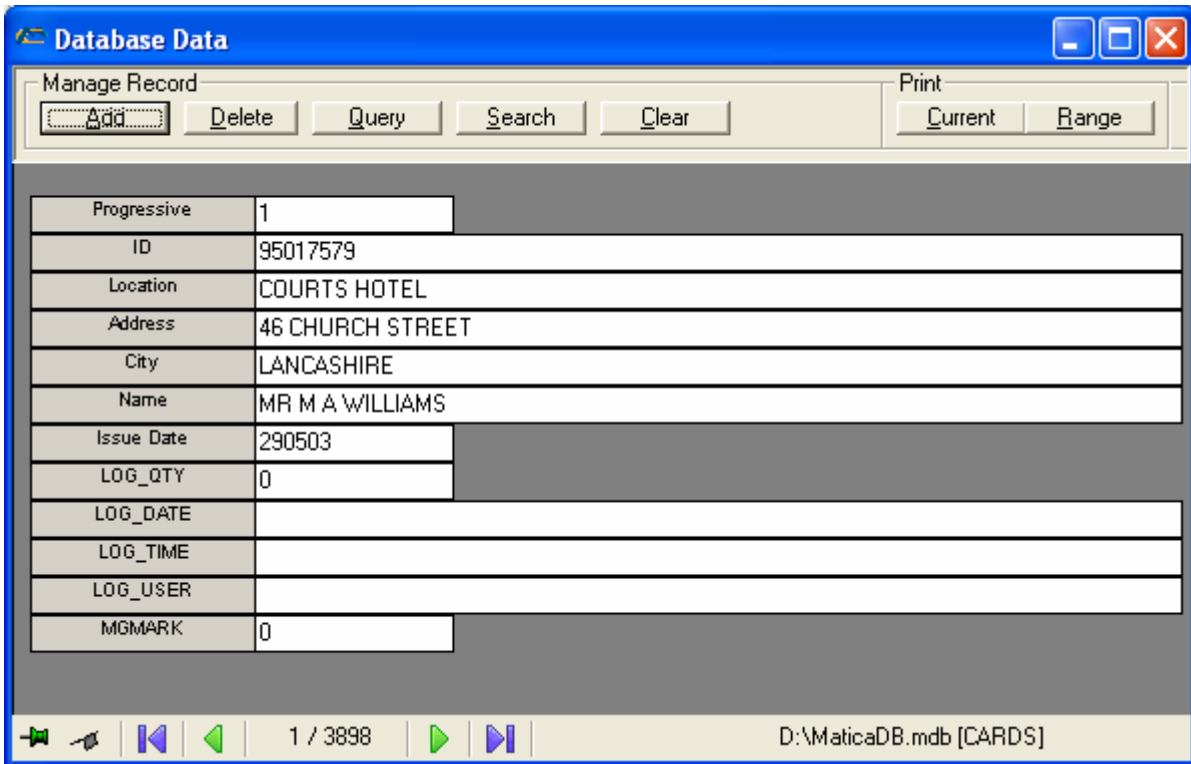 Database Data
Manage Record Print
Add Delete Query Search Clear Current Range
Progressive 1
ID 95017579
Location COURTS HOTEL
Address 46 CHURCH STREET
City LANCASHIRE
Name MR M A WILLIAMS
Issue Date 290503
LOG_QTY 0
LOG_DATE
LOG_TIME
LOG_USER
MGMARK 0
1 / 3898 D:\MaticaDB.mdb [CARDS]